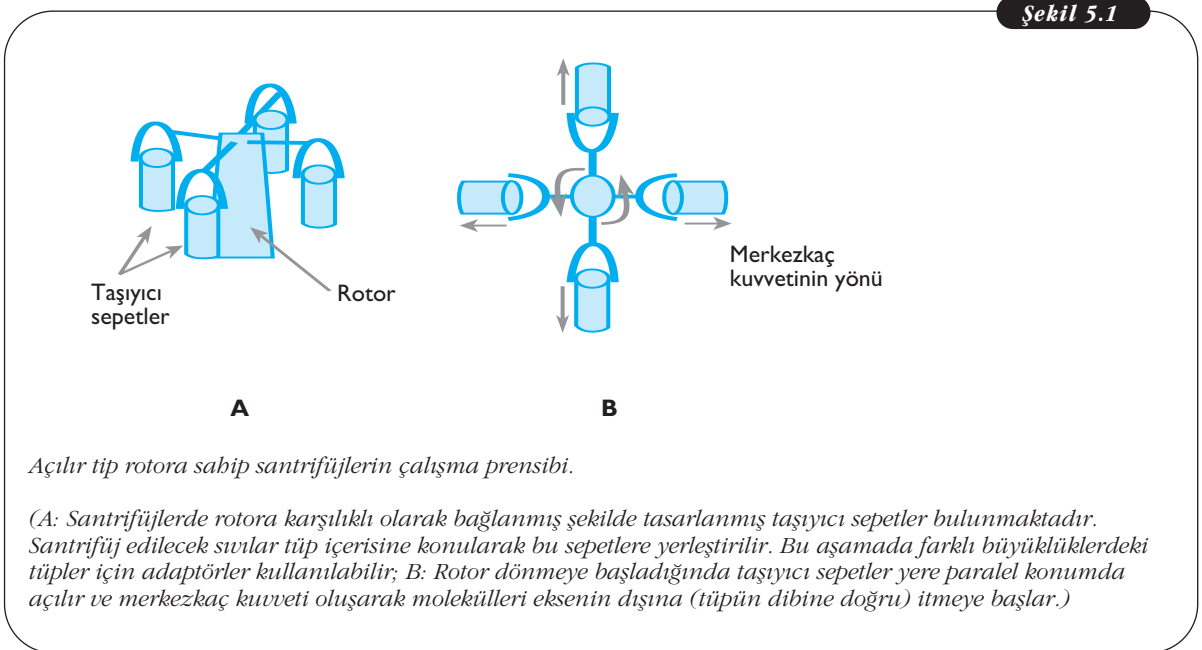 Şekil 5.1
Taşıyıcı
sepetler
Rotor
Merkezkaç
kuvvetinin yönü
A
B
Açılır tip rotora sahip santrifüjlerin çalışma prensibi.
(A: Santrifüjlerde rotora karşılıklı olarak bağlanmış şekilde tasarlanmış taşıyıcı sepetler bulunmaktadır.
Santrifüj edilecek sıvılar tüp içerisine konularak bu sepetlere yerleştirilir. Bu aşamada farklı büyüklüklerdeki
tüpler için adaptörler kullanılabilir; B: Rotor dönmeye başladığında taşıyıcı sepetler yere paralel konumda
açılır ve merkezkaç kuvveti oluşarak molekülleri eksenin dışına (tüpün dibine doğru) itmeye başlar.)